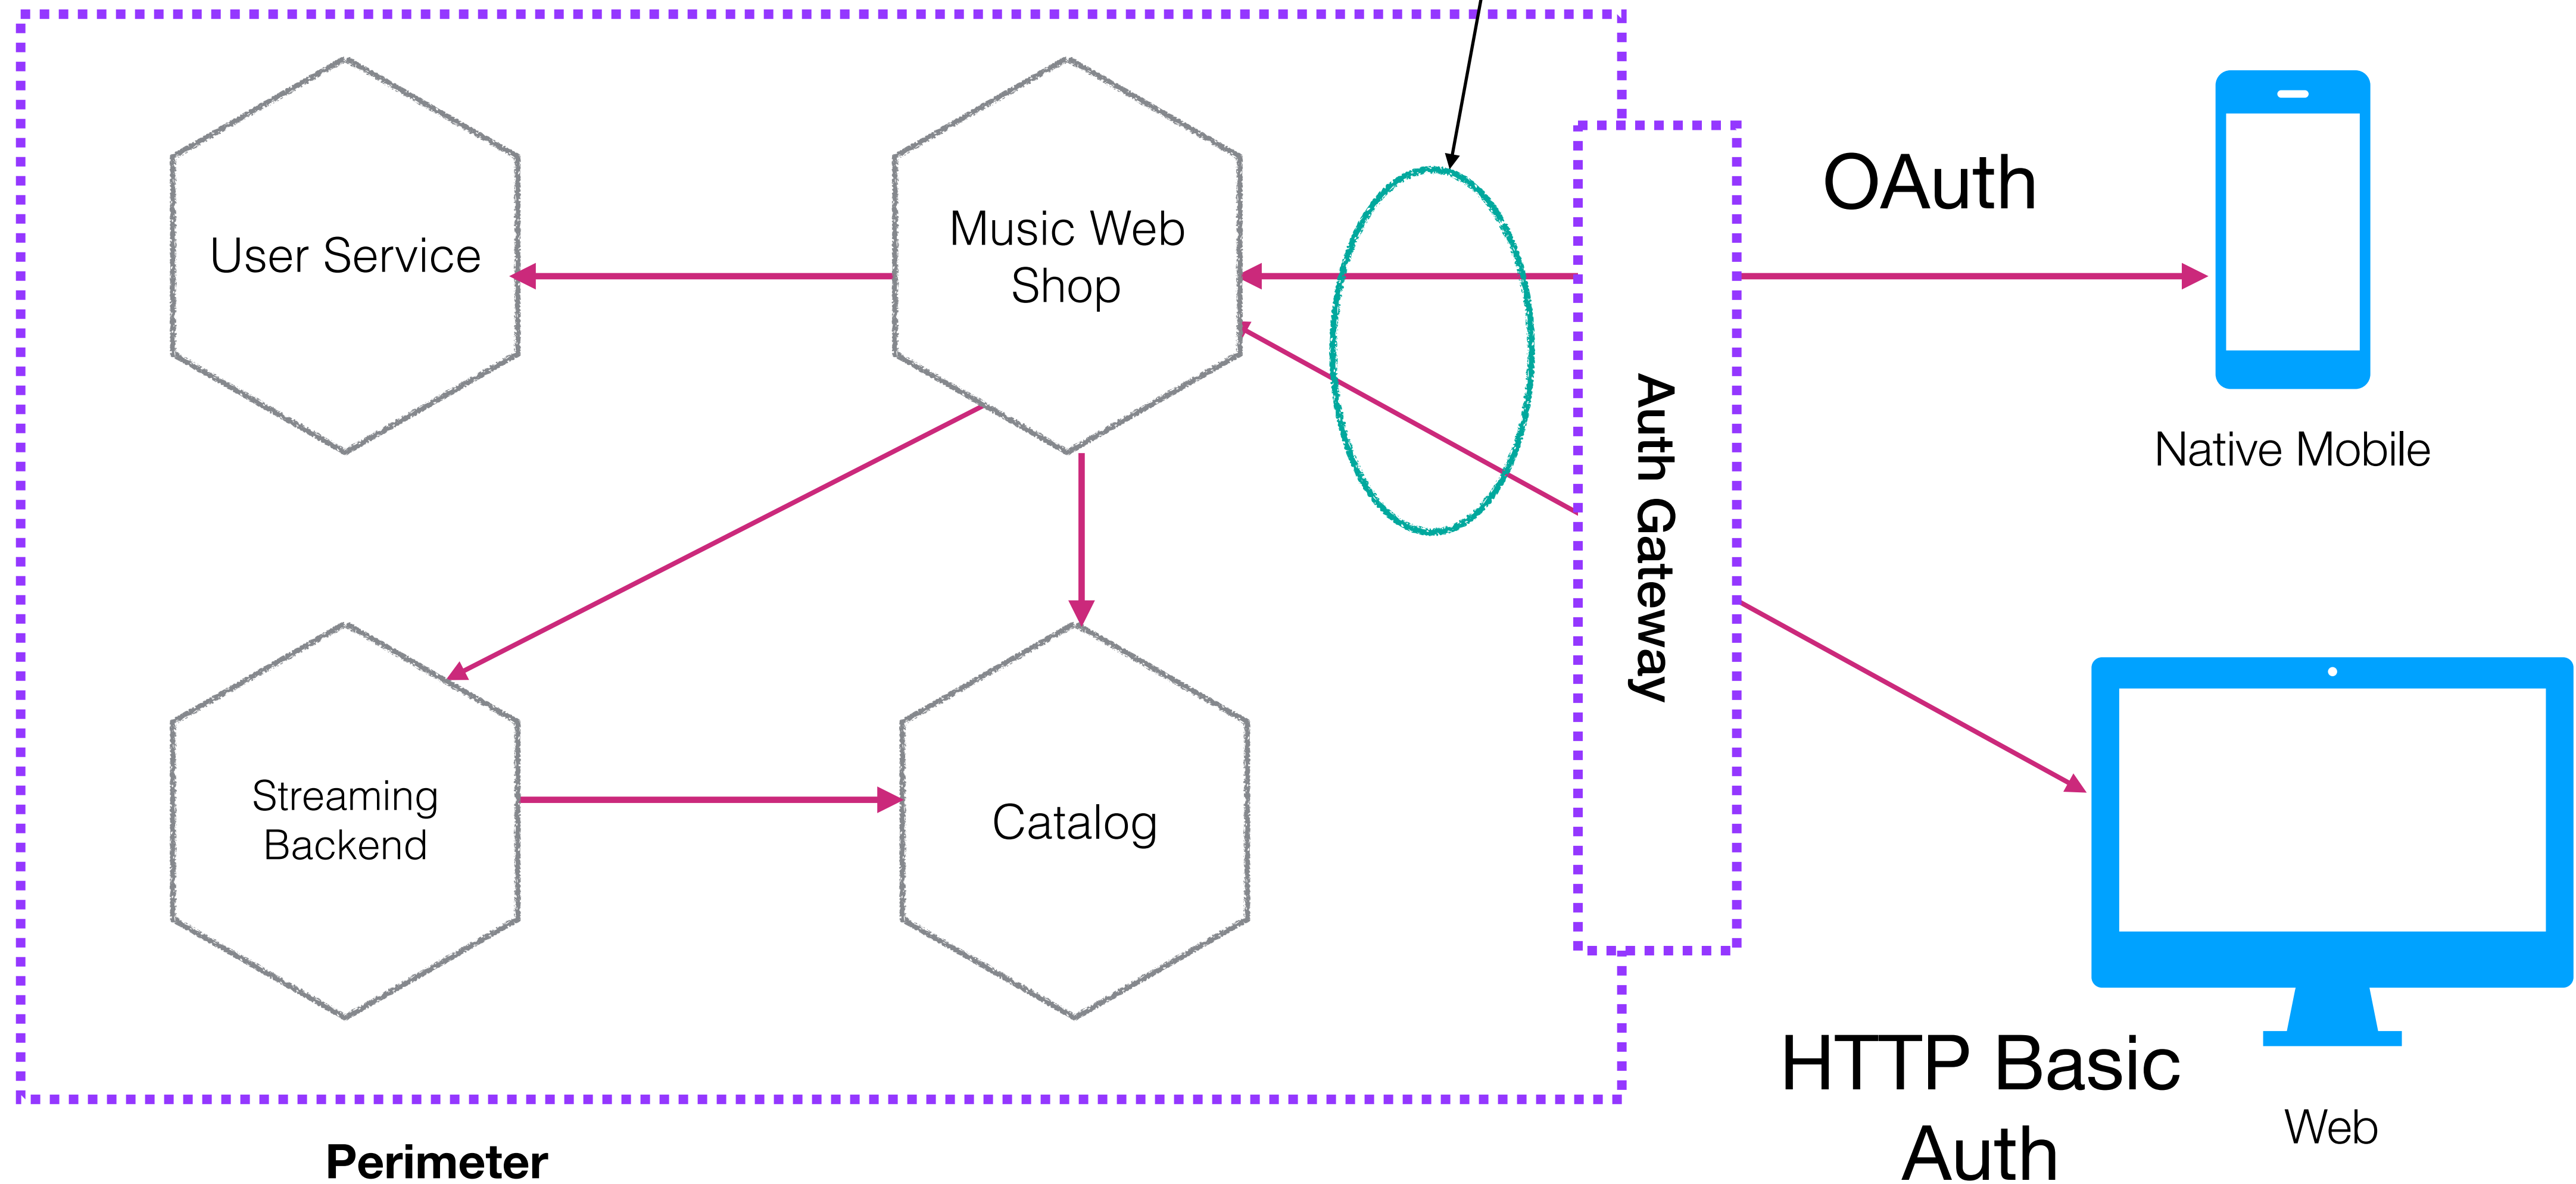 User Service
Music Web
Shop
OAuth
Native Mobile
Auth Gateway
Streaming
Backend
Catalog
HTTP Basic
Auth
Web
Perimeter